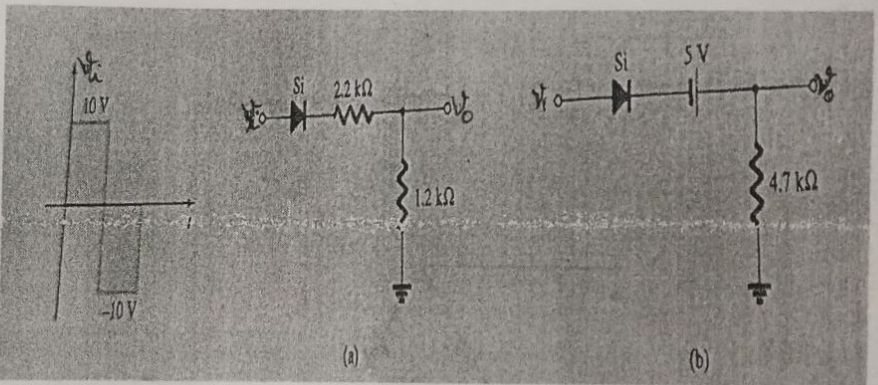 vi
10 V
-10 V
Si
2.2 kΩ
vi
vo
1.2 kΩ
(a)
Si
5 V
vi
vo
4.7 kΩ
(b)